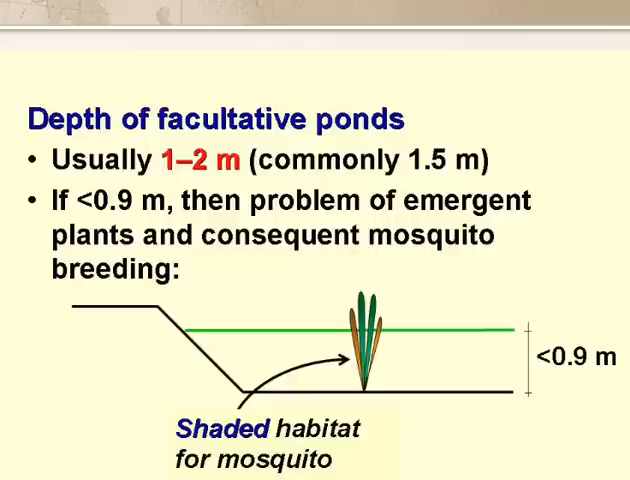 Depth of facultative ponds
• Usually 1–2 m (commonly 1.5 m)
• If <0.9 m, then problem of emergent
plants and consequent mosquito
breeding:
<0.9 m
Shaded habitat
for mosquito